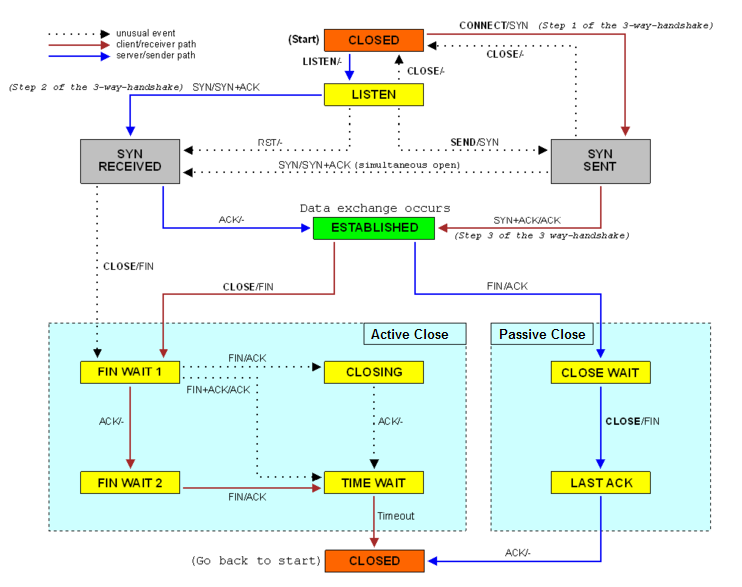 unusual event
client/receiver path
server/sender path
(Start)
CLOSED
CONNECT/SYN (Step 1 of the 3-way-handshake)
LISTEN/-
CLOSE/-
CLOSE/-
(Step 2 of the 3-way-handshake) SYN/SYN+ACK
LISTEN
RST/-
SEND/SYN
SYN
RECEIVED
SYN
SENT
SYN/SYN+ACK (simultaneous open)
Data exchange occurs
ACK/-
ESTABLISHED
SYN+ACK/ACK
(Step 3 of the 3 way-handshake)
CLOSE/FIN
CLOSE/FIN
FIN/ACK
Active Close
Passive Close
FIN/ACK
FIN WAIT 1
CLOSING
CLOSE WAIT
FIN+ACK/ACK
ACK/-
ACK/-
CLOSE/FIN
FIN WAIT 2
TIME WAIT
LAST ACK
FIN/ACK
Timeout
(Go back to start)
CLOSED
ACK/-